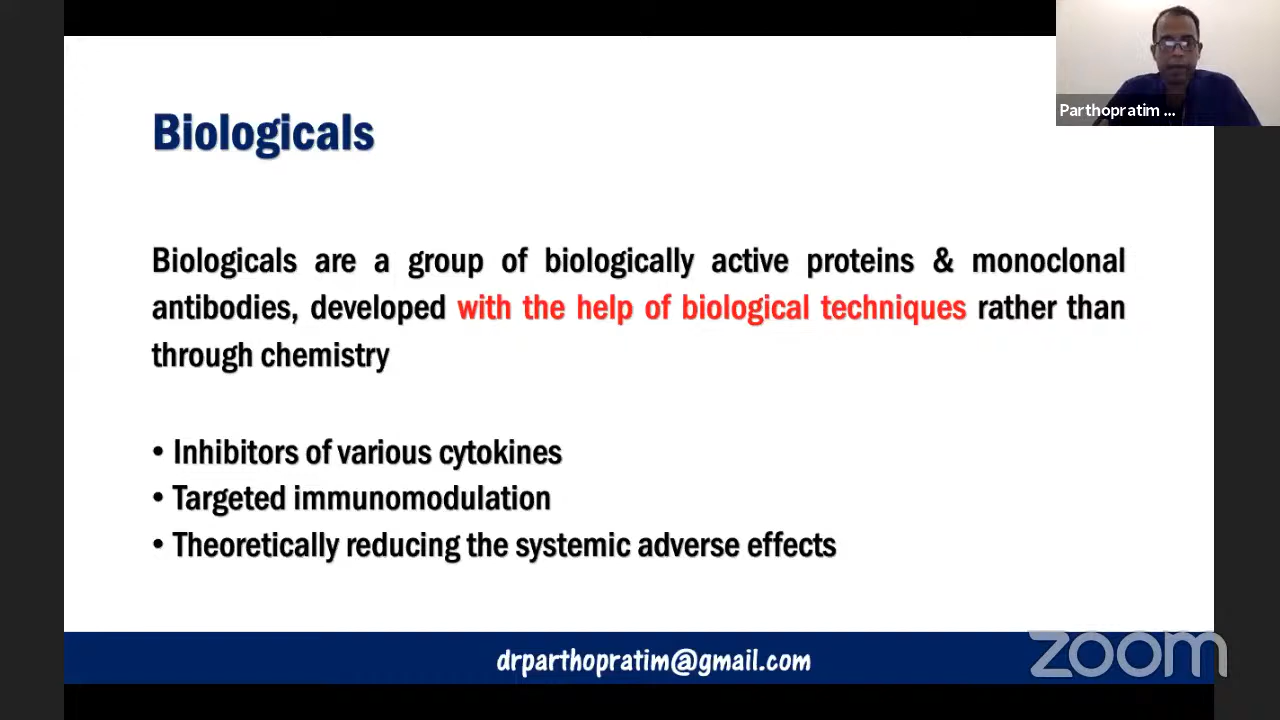 Parthopratim ...
Biologicals
Biologicals are a group of biologically active proteins & monoclonal
antibodies, developed with the help of biological techniques rather than
through chemistry
• Inhibitors of various cytokines
• Targeted immunomodulation
• Theoretically reducing the systemic adverse effects
drparthopratim@gmail.com
zoom